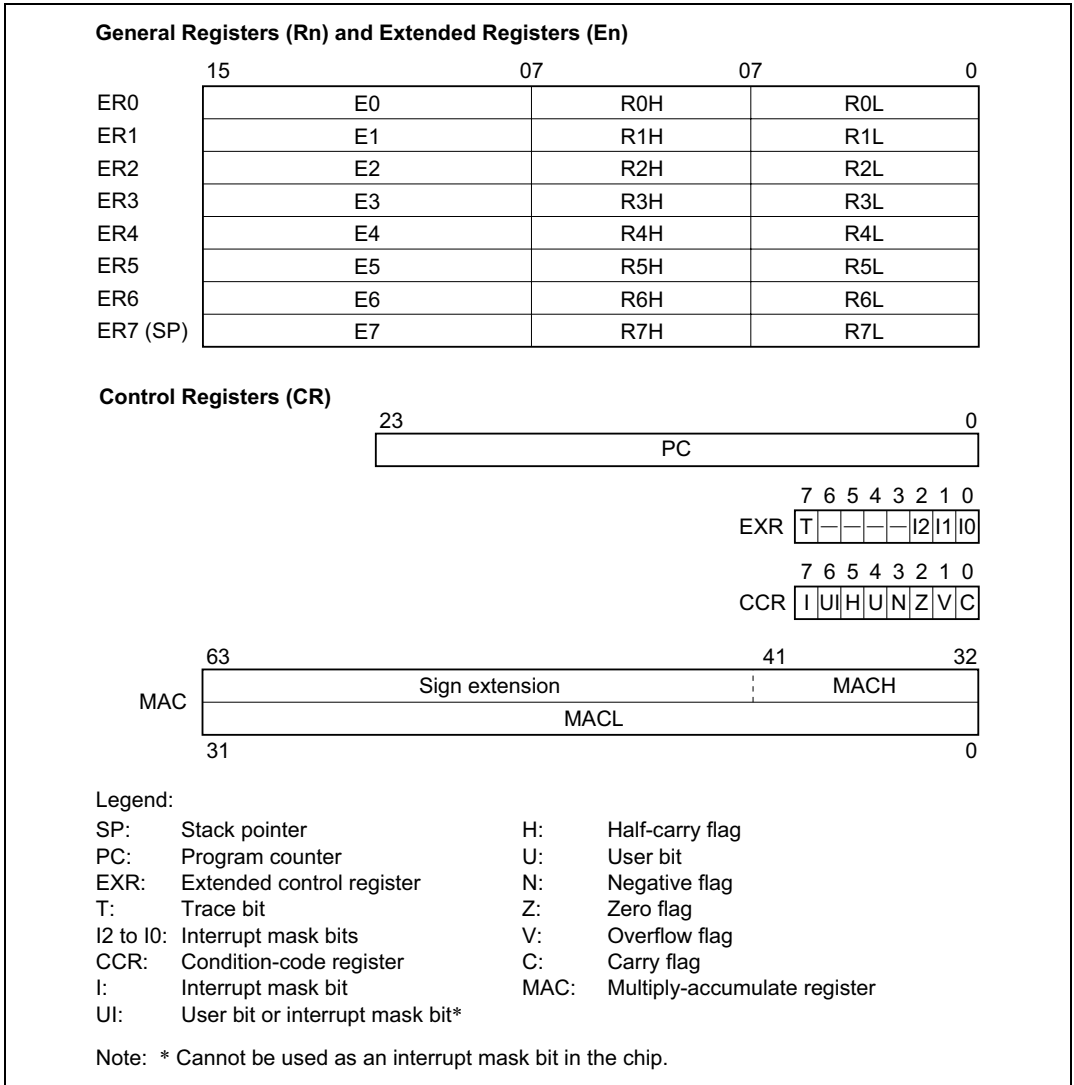 General Registers (Rn) and Extended Registers (En)
15 07 07 0
ER0 E0 R0H R0L
ER1 E1 R1H R1L
ER2 E2 R2H R2L
ER3 E3 R3H R3L
ER4 E4 R4H R4L
ER5 E5 R5H R5L
ER6 E6 R6H R6L
ER7 (SP) E7 R7H R7L
Control Registers (CR)
23 0
PC
7 6 5 4 3 2 1 0
EXR T — — — — I2 I1 I0
7 6 5 4 3 2 1 0
CCR I UI H U N Z V C
63 41 32
MAC Sign extension MACH
MACL
31 0
Legend:
SP: Stack pointer H: Half-carry flag
PC: Program counter U: User bit
EXR: Extended control register N: Negative flag
T: Trace bit Z: Zero flag
I2 to I0: Interrupt mask bits V: Overflow flag
CCR: Condition-code register C: Carry flag
I: Interrupt mask bit MAC: Multiply-accumulate register
UI: User bit or interrupt mask bit*
Note: * Cannot be used as an interrupt mask bit in the chip.